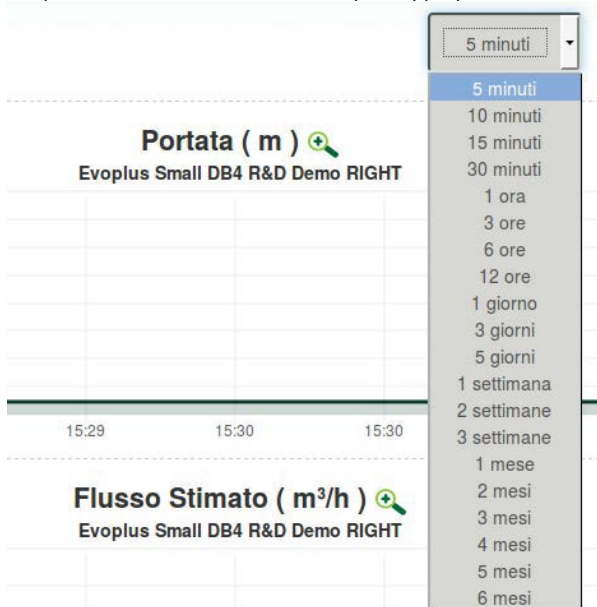 5 minuti
5 minuti
10 minuti
15 minuti
30 minuti
1 ora
3 ore
6 ore
12 ore
1 giorno
3 giorni
5 giorni
1 settimana
2 settimane
3 settimane
1 mese
2 mesi
3 mesi
4 mesi
5 mesi
6 mesi
Portata ( m )
Evoplus Small DB4 R&D Demo RIGHT
15:29 15:30 15:30
Flusso Stimato ( m³/h )
Evoplus Small DB4 R&D Demo RIGHT